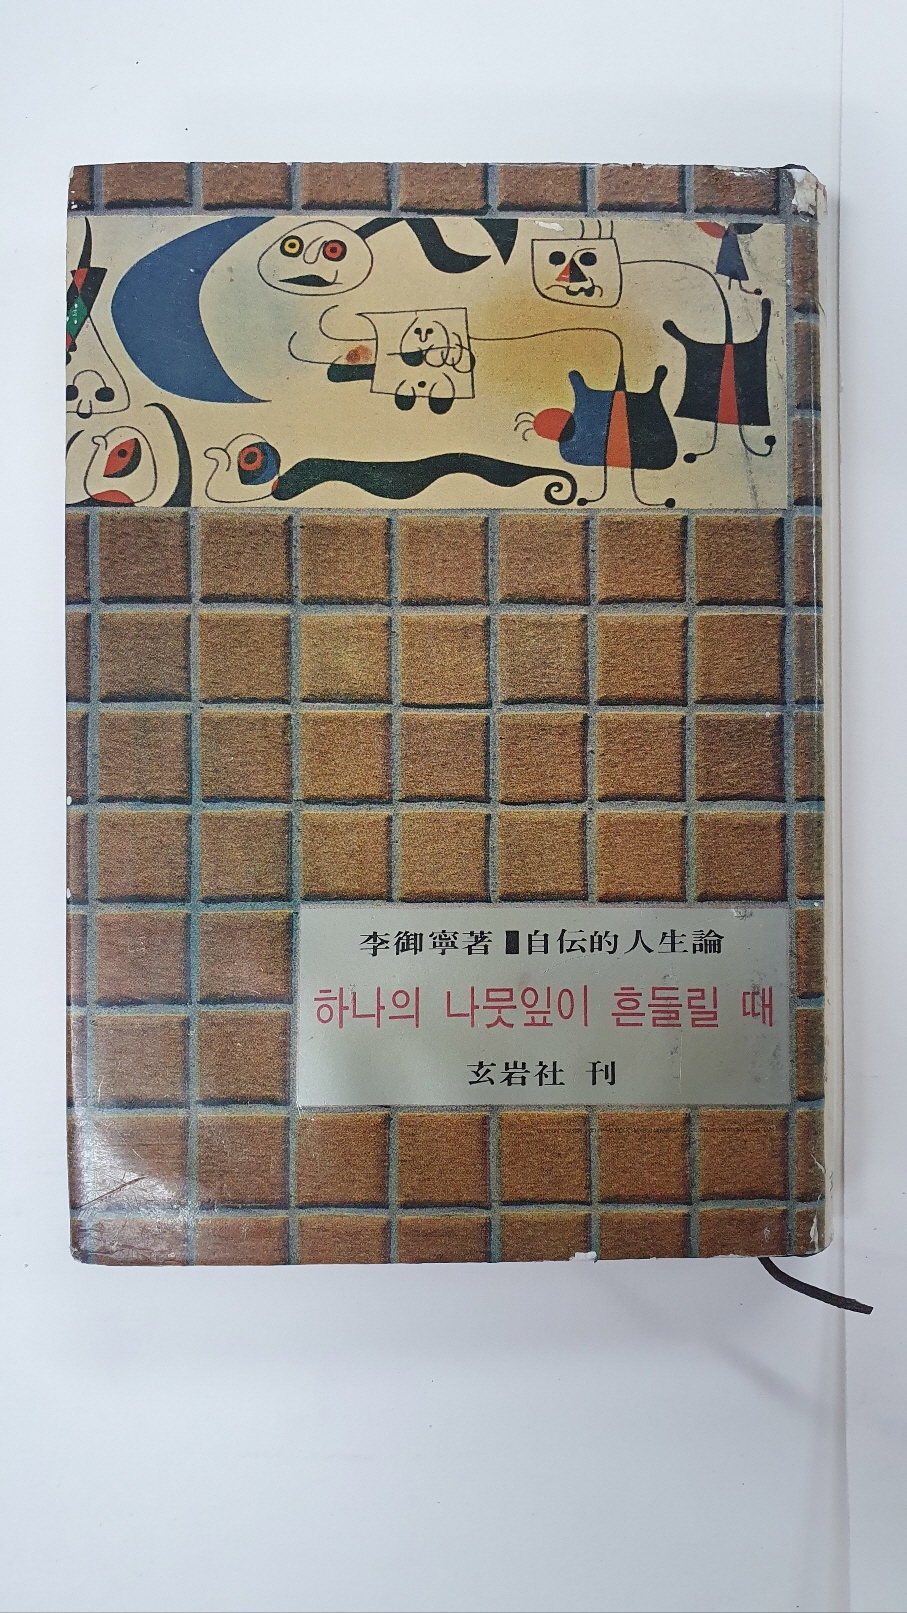 李御寧著▮自伝的人生論
하나의 나뭇잎이 흔들릴 때
玄岩社 刊